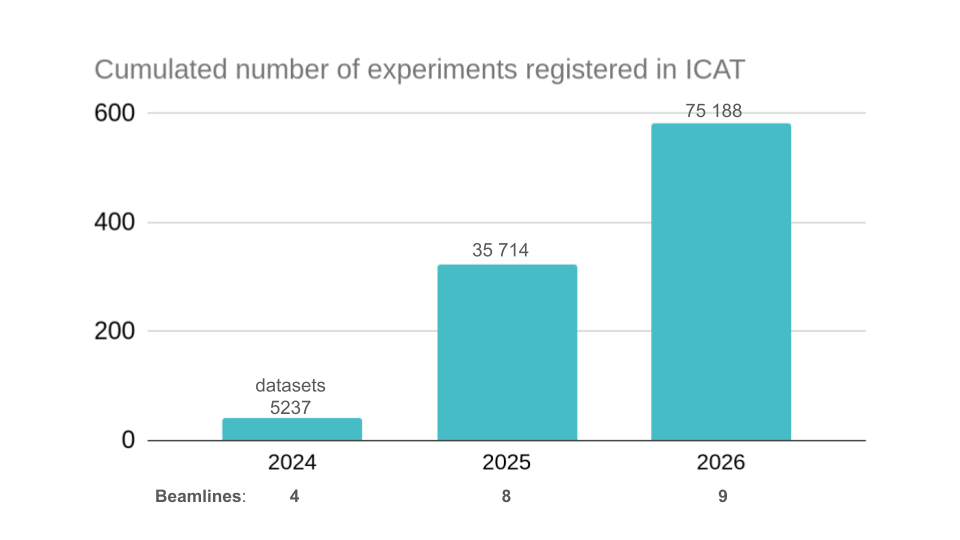 Cumulated number of experiments registered in ICAT
600
75 188
400
35 714
200
datasets
5237
0
2024 2025 2026
Beamlines: 4 8 9